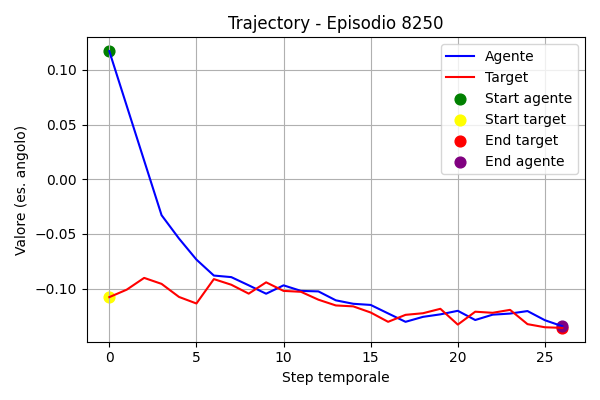 Trajectory - Episodio 8250
Agente
Target
Start agente
Start target
End target
End agente
Valore (es. angolo)
0.10
0.05
0.00
−0.05
−0.10
0
5
10
15
20
25
Step temporale